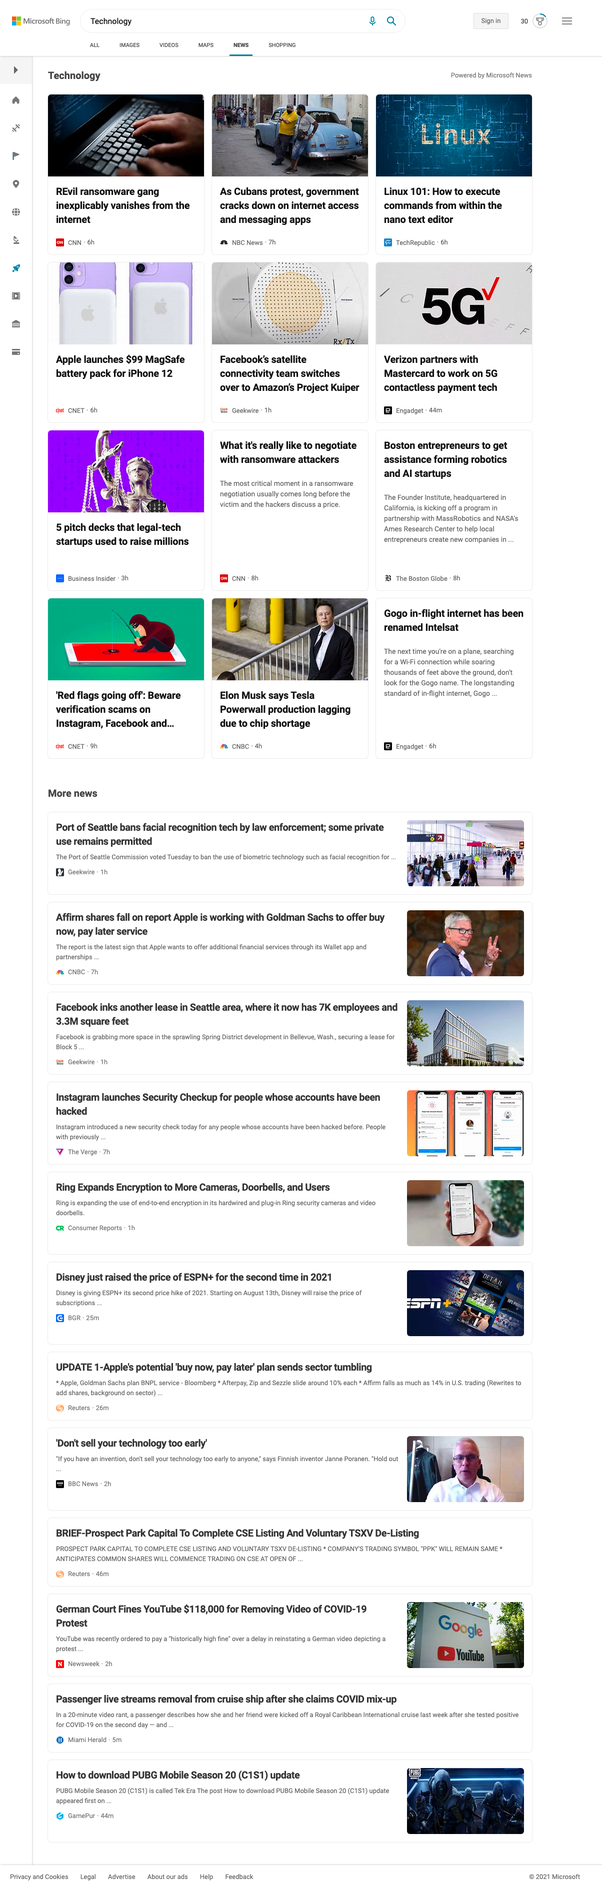 Microsoft Bing
Technology
Sign in
30
ALL
IMAGES
VIDEOS
MAPS
NEWS
SHOPPING
Technology
Powered by Microsoft News
REvil ransomware gang
inexplicably vanishes from the
internet
CNN · 6h
As Cubans protest, government
cracks down on internet access
and messaging apps
NBC News · 7h
Linux
Linux 101: How to execute
commands from within the
nano text editor
TechRepublic · 6h
Apple launches $99 MagSafe
battery pack for iPhone 12
CNET · 6h
Rx/Tx
Facebook's satellite
connectivity team switches
over to Amazon's Project Kuiper
Geekwire · 1h
5G
Verizon partners with
Mastercard to work on 5G
contactless payment tech
Engadget · 44m
5 pitch decks that legal-tech
startups used to raise millions
Business Insider · 3h
What it's really like to negotiate
with ransomware attackers
The most critical moment in a ransomware
negotiation usually comes long before the
victim and the hackers discuss a price.
CNN · 8h
Boston entrepreneurs to get
assistance forming robotics
and AI startups
The Founder Institute, headquartered in
California, is kicking off a program in
partnership with MassRobotics and NASA's
Ames Research Center to help local
entrepreneurs create new companies in ...
The Boston Globe · 8h
'Red flags going off': Beware
verification scams on
Instagram, Facebook and...
CNET · 9h
Elon Musk says Tesla
Powerwall production lagging
due to chip shortage
CNBC · 4h
Gogo in-flight internet has been
renamed Intelsat
The next time you're on a plane, searching
for a Wi-Fi connection while soaring
thousands of feet above the ground, don't
look for the Gogo name. The longstanding
standard of in-flight internet, Gogo ...
Engadget · 6h
More news
Port of Seattle bans facial recognition tech by law enforcement; some private
use remains permitted
The Port of Seattle Commission voted Tuesday to ban the use of biometric technology such as facial recognition for ...
Geekwire · 1h
Affirm shares fall on report Apple is working with Goldman Sachs to offer buy
now, pay later service
The report is the latest sign that Apple wants to offer additional financial services through its Wallet app and
partnerships ...
CNBC · 7h
Facebook inks another lease in Seattle area, where it now has 7K employees and
3.3M square feet
Facebook is grabbing more space in the sprawling Spring District development in Bellevue, Wash., securing a lease for
Block 5 ...
Geekwire · 1h
Instagram launches Security Checkup for people whose accounts have been
hacked
Instagram introduced a new security check today for any people whose accounts have been hacked before. People
with previously ...
The Verge · 7h
Ring Expands Encryption to More Cameras, Doorbells, and Users
Ring is expanding the use of end-to-end encryption in its hardwired and plug-in Ring security cameras and video
doorbells.
Consumer Reports · 1h
Disney just raised the price of ESPN+ for the second time in 2021
Disney is giving ESPN+ its second price hike of 2021. Starting on August 13th, Disney will raise the price of
subscriptions ...
BGR · 25m
ESPN+
DETAIL
UPDATE 1-Apple's potential 'buy now, pay later' plan sends sector tumbling
* Apple, Goldman Sachs plan BNPL service - Bloomberg * Afterpay, Zip and Sezzle slide around 10% each * Affirm falls as much as 14% in U.S. trading (Rewrites to
add shares, background on sector) ...
Reuters · 26m
'Don't sell your technology too early'
"If you have an invention, don't sell your technology too early to anyone," says Finnish inventor Janne Poranen. "Hold out
...
BBC News · 2h
BRIEF-Prospect Park Capital To Complete CSE Listing And Voluntary TSXV De-Listing
PROSPECT PARK CAPITAL TO COMPLETE CSE LISTING AND VOLUNTARY TSXV DE-LISTING * COMPANY'S TRADING SYMBOL "PPK" WILL REMAIN SAME *
ANTICIPATES COMMON SHARES WILL COMMENCE TRADING ON CSE AT OPEN OF ...
Reuters · 46m
German Court Fines YouTube $118,000 for Removing Video of COVID-19
Protest
YouTube was recently ordered to pay a "historically high fine" over a delay in reinstating a German video depicting a
protest ...
Newsweek · 2h
Google
YouTube
Passenger live streams removal from cruise ship after she claims COVID mix-up
In a 20-minute video rant, a passenger describes how she and her friend were kicked off a Royal Caribbean International cruise last week after she tested positive
for COVID-19 on the second day — and ...
Miami Herald · 5m
How to download PUBG Mobile Season 20 (C1S1) update
PUBG Mobile Season 20 (C1S1) is called Tek Era The post How to download PUBG Mobile Season 20 (C1S1) update
appeared first on ...
GamePur · 44m
PUBG
Privacy and Cookies
Legal
Advertise
About our ads
Help
Feedback
© 2021 Microsoft